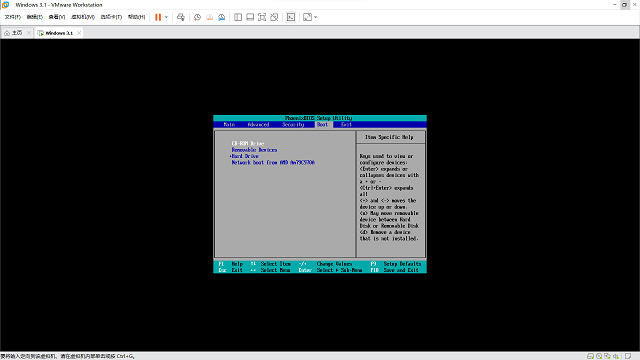 Windows 3.1 - VMware Workstation
文件(F) 编辑(E) 查看(V) 虚拟机(M) 选项卡(T) 帮助(H)
主页 Windows 3.1
PhoenixBIOS Setup Utility
Main Advanced Security Boot Exit
CD-ROM Drive
Removable Devices
+Hard Drive
Network boot from AMD Am79C970A
Item Specific Help
Keys used to view or
configure devices:
<Enter> expands or
collapses devices with
a + or -
<Ctrl+Enter> expands
all
<+> and <-> moves the
device up or down.
<n> May move removable
device between Hard
Disk or Removable Disk
<d> Remove a device
that is not installed.
F1 Help ↑↓ Select Item -/+ Change Values F9 Setup Defaults
Esc Exit ↔ Select Menu Enter Select ▶ Sub-Menu F10 Save and Exit
要将输入定向到该虚拟机，请在虚拟机内部单击或按 Ctrl+G。